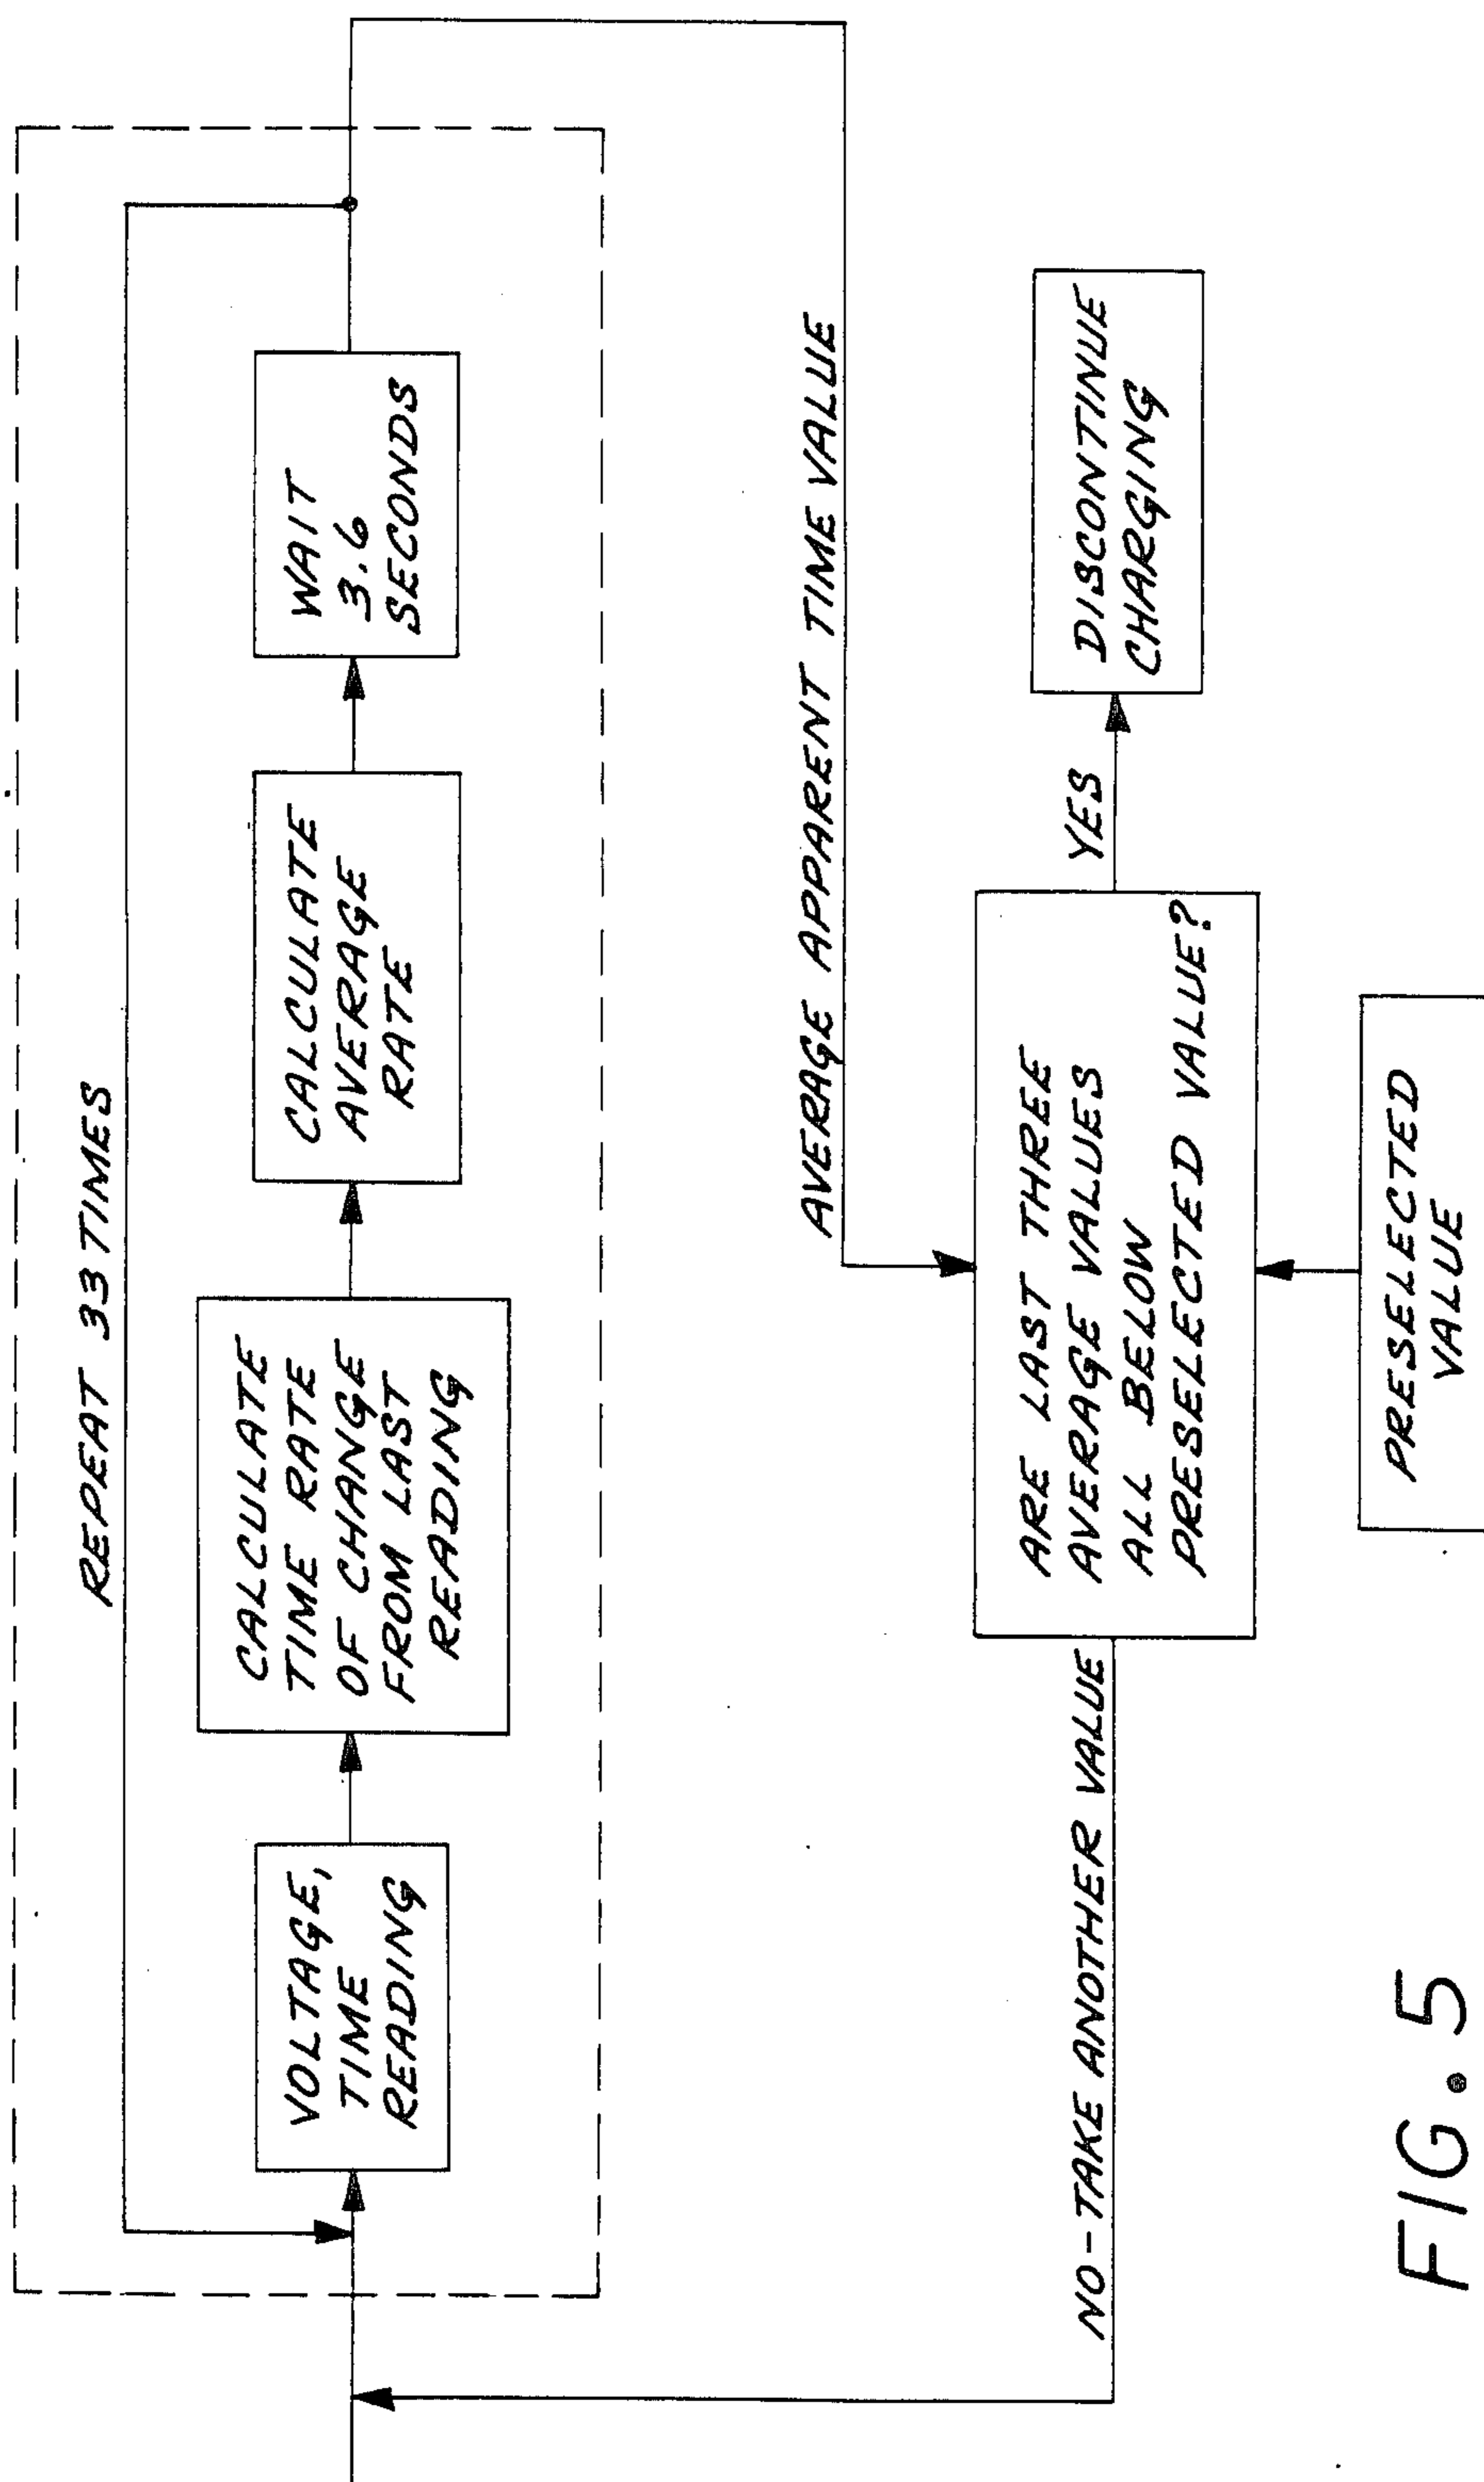 REPEAT 33 TIMES
VOLTAGE,
TIME
READING
CALCULATE
TIME RATE
OF CHANGE
FROM LAST
READING
CALCULATE
AVERAGE
RATE
WAIT
3.6
SECONDS
AVERAGE APPARENT TIME VALUE
NO-TAKE ANOTHER VALUE
ARE LAST THREE
AVERAGE VALUES
ALL BELOW
PRESELECTED VALUE?
YES
DISCONTINUE
CHARGING
PRESELECTED
VALUE
FIG. 5